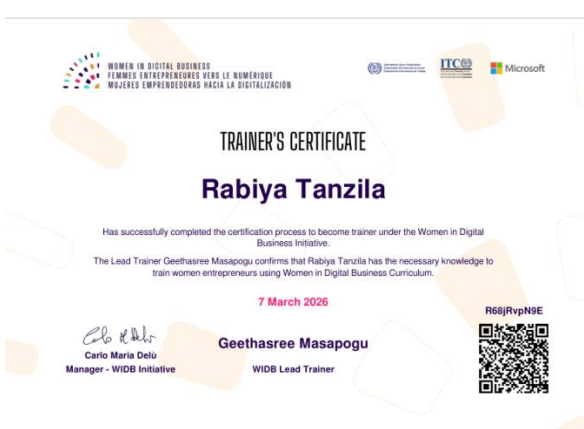 WOMEN IN DIGITAL BUSINESS
FEMMES ENTREPRENEURES VERS LE NUMÉRIQUE
MUJERES EMPRENDEDORAS HACIA LA DIGITALIZACIÓN
ITC
Microsoft
TRAINER'S CERTIFICATE
Rabiya Tanzila
Has successfully completed the certification process to become trainer under the Women in Digital
Business Initiative.
The Lead Trainer Geethasree Masapogu confirms that Rabiya Tanzila has the necessary knowledge to
train women entrepreneurs using Women in Digital Business Curriculum.
7 March 2026
R68jRvpN9E
Carlo Maria Delù
Manager - WIDB Initiative
Geethasree Masapogu
WIDB Lead Trainer